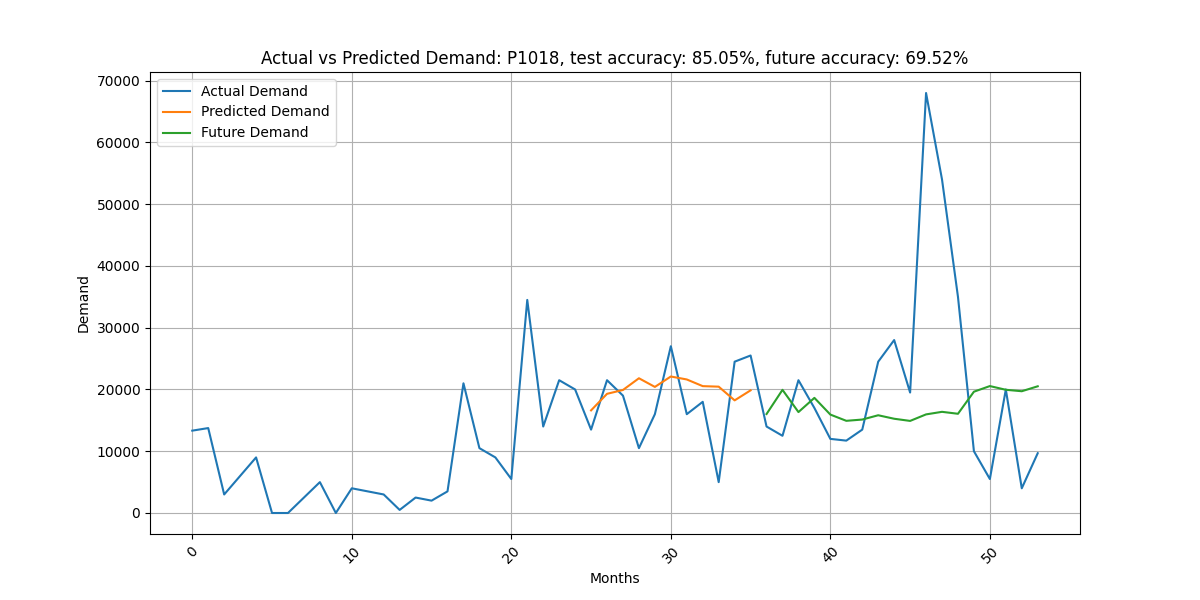 Actual vs Predicted Demand: P1018, test accuracy: 85.05%, future accuracy: 69.52%
Actual Demand
Predicted Demand
Future Demand
70000
60000
50000
40000
30000
20000
10000
0
Demand
0
10
20
30
40
50
Months